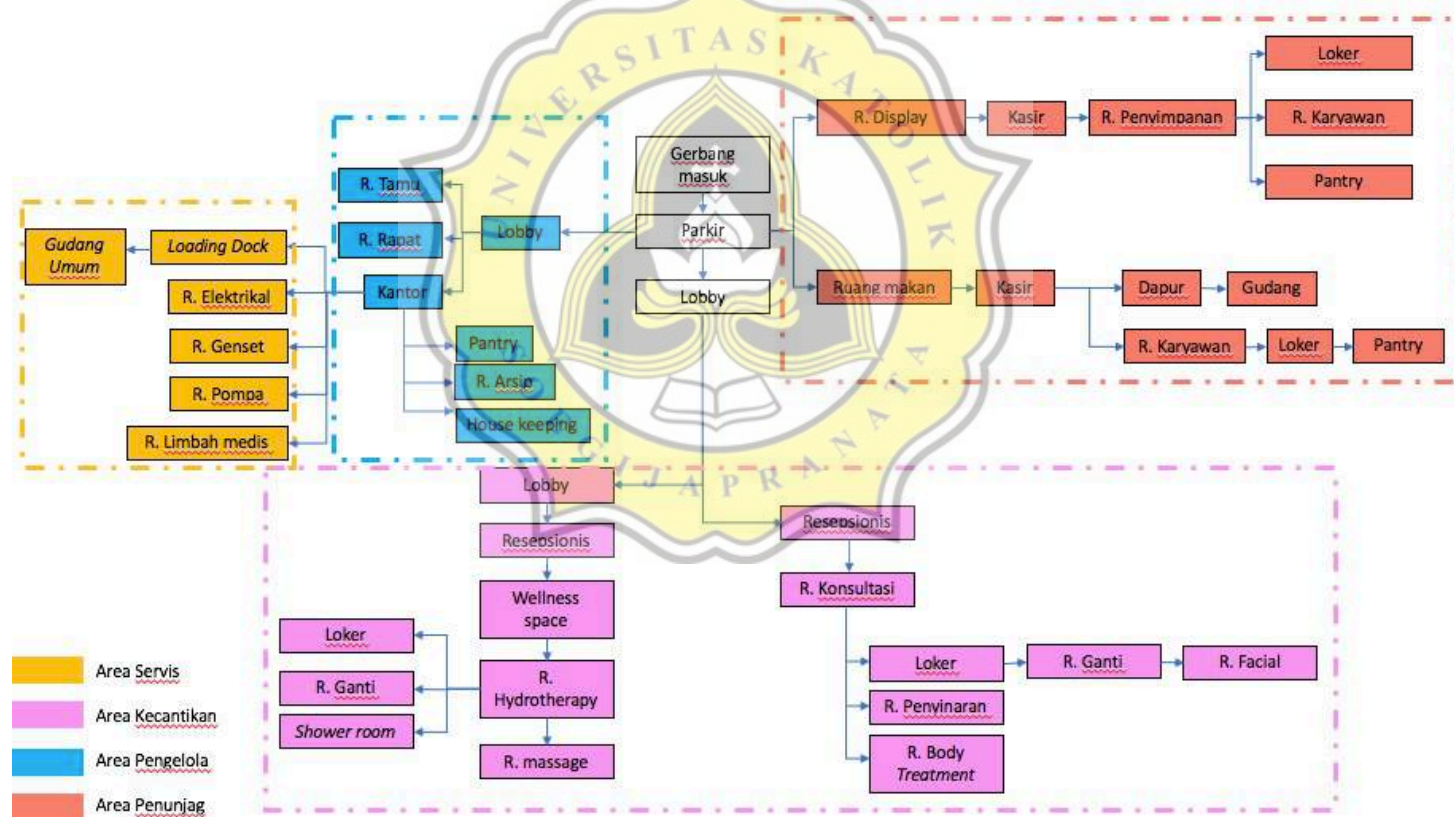 UNIVERSITAS KATOLIK
SOEGIJAPRANATA
Gerbang
masuk
Parkir
Lobby
R. Display
Kasir
R. Penyimpanan
Loker
R. Karyawan
Pantry
Ruang makan
Kasir
Dapur
Gudang
R. Karyawan
Loker
Pantry
Lobby
R. Tamu
R. Rapat
Kantor
Pantry
R. Arsip
House keeping
Gudang
Umum
Loading Dock
R. Elektrikal
R. Genset
R. Pompa
R. Limbah medis
Lobby
Resepsionis
Wellness
space
R.
Hydrotherapy
R. massage
Loker
R. Ganti
Shower room
Resepsionis
R. Konsultasi
Loker
R. Ganti
R. Facial
R. Penyinaran
R. Body
Treatment
Area Servis
Area Kecantikan
Area Pengelola
Area Penunjag